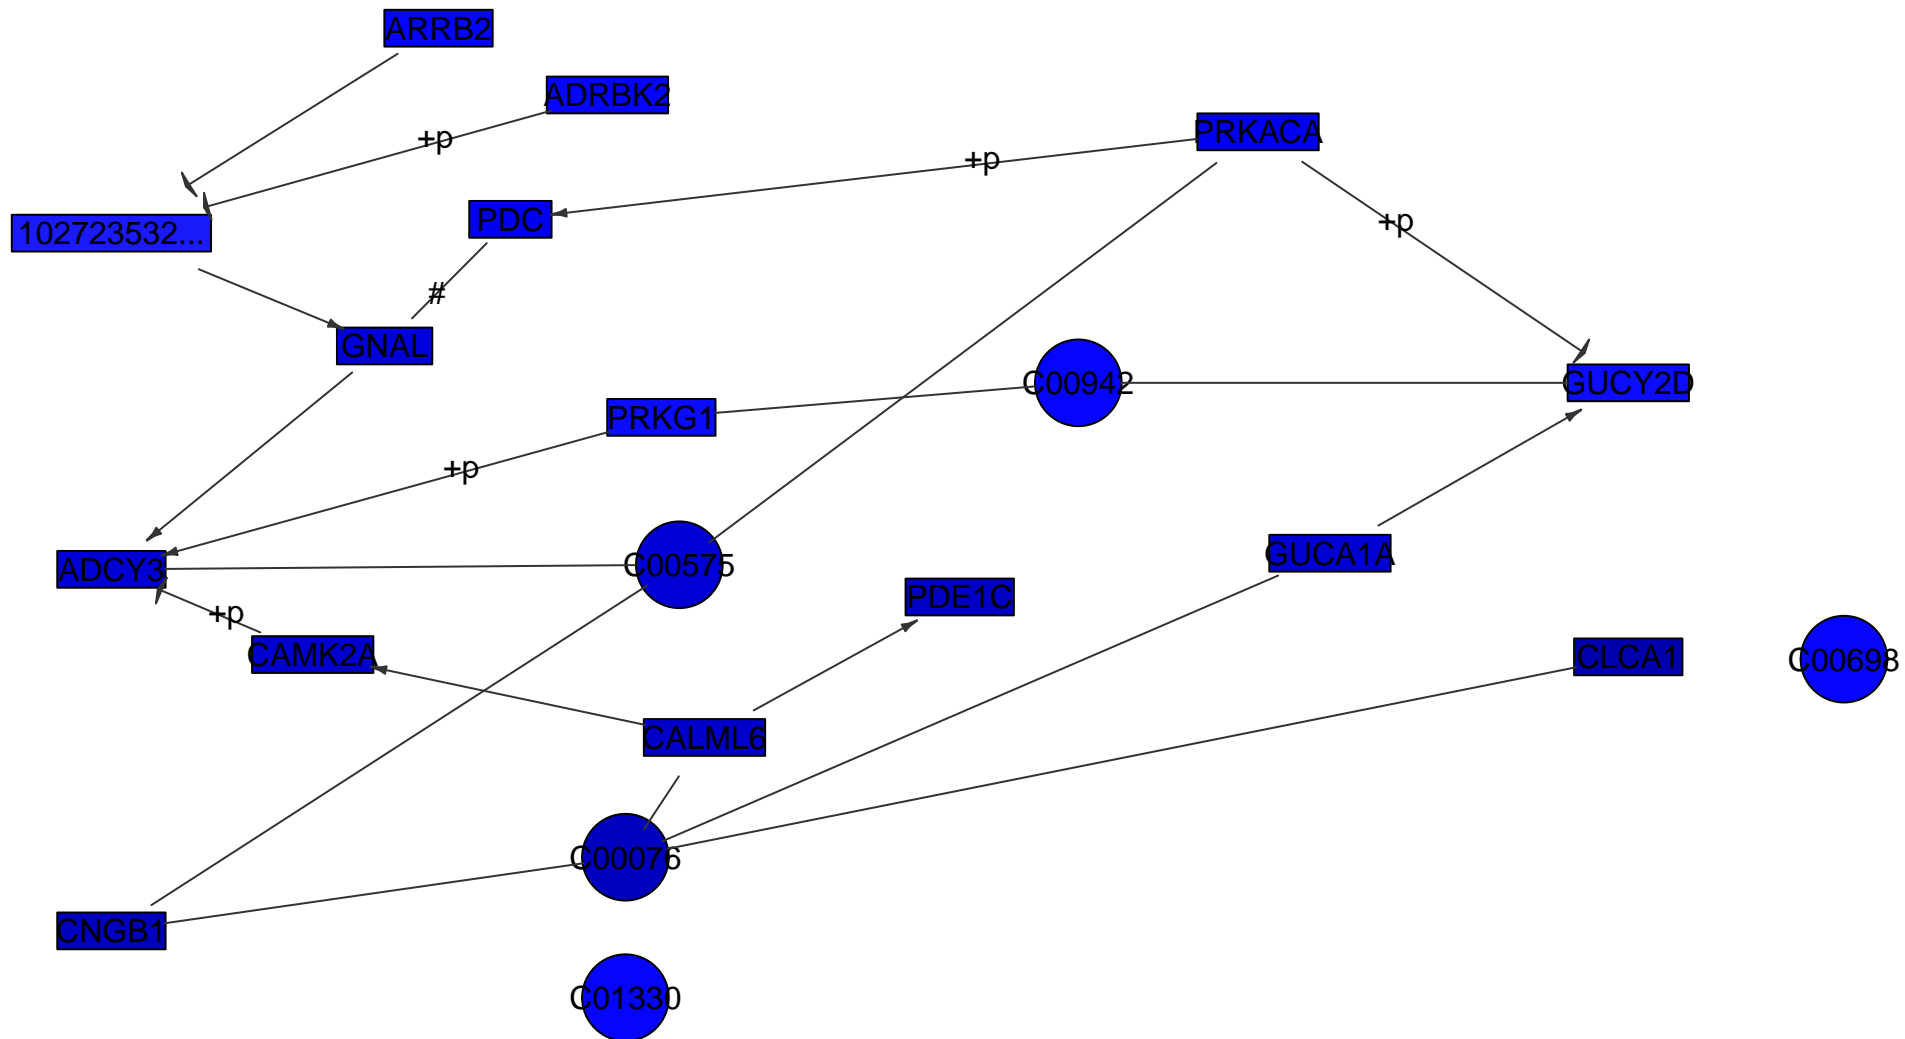 ARRB2
ADRBK2
PRKACA
+p
+p
102723532...
PDC
+p
#
GNAL
C00942
GUCY2D
PRKG1
+p
ADCY3
C00575
GUCA1A
PDE1C
+p
CAMK2A
CLCA1
C00698
CALML6
C00076
CNGB1
C01330